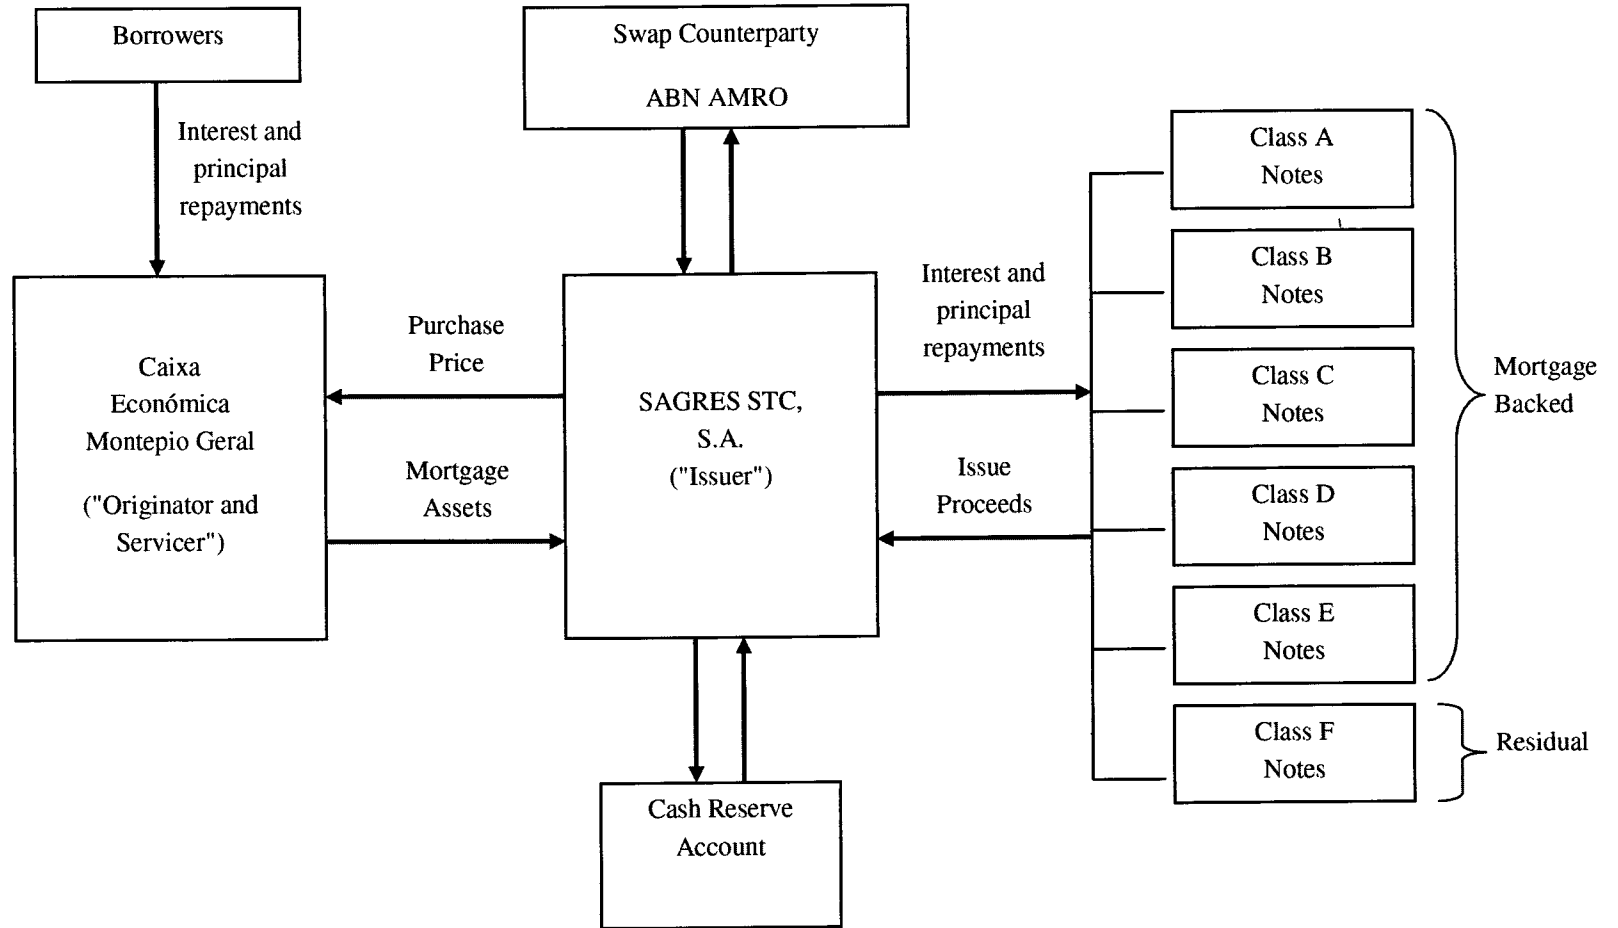 Borrowers
Swap Counterparty
ABN AMRO
Interest and
principal
repayments
Caixa
Económica
Montepio Geral
("Originator and
Servicer")
Purchase
Price
Mortgage
Assets
SAGRES STC,
S.A.
("Issuer")
Interest and
principal
repayments
Issue
Proceeds
Class A
Notes
Class B
Notes
Class C
Notes
Class D
Notes
Class E
Notes
Class F
Notes
Mortgage
Backed
Residual
Cash Reserve
Account